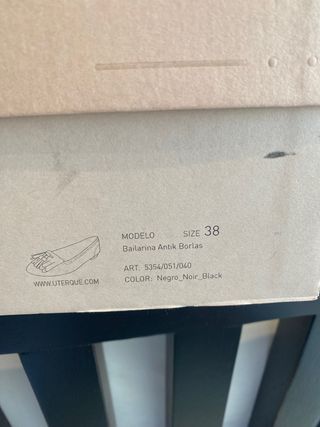 MODELO SIZE 38
Bailarina Antik Borlas
ART: 5354/051/040
WWW.UTERQUE.COM COLOR: Negro_Noir_Black